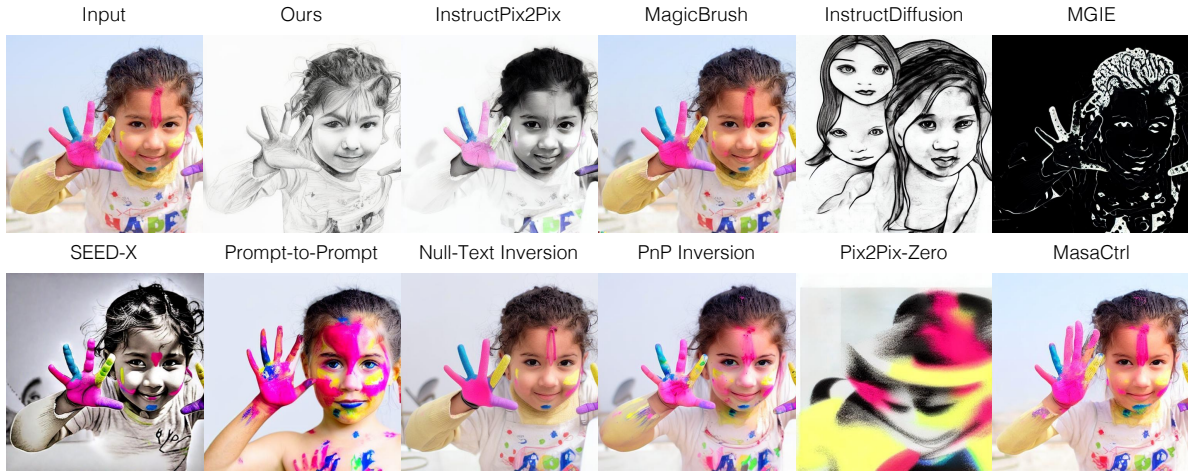 Input
Ours
InstructPix2Pix
MagicBrush
InstructDiffusion
MGIE
SEED-X
Prompt-to-Prompt
Null-Text Inversion
PnP Inversion
Pix2Pix-Zero
MasaCtrl